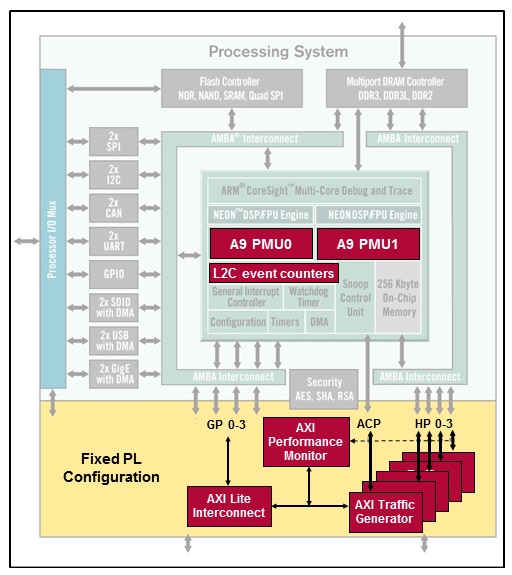 Processing System
Flash Controller
NOR, NAND, SRAM, Quad SPI
Multiport DRAM Controller
DDR3, DDR3L, DDR2
Processor I/O Mux
2x
SPI
2x
I2C
2x
CAN
2x
UART
GPIO
2x SDIO
with DMA
2x USB
with DMA
2x GigE
with DMA
AMBA® Interconnect
AMBA Interconnect
ARM® CoreSight™ Multi-Core Debug and Trace
NEON™ DSP/FPU Engine
NEON DSP/FPU Engine
A9 PMU0
A9 PMU1
L2C event counters
General Interrupt
Controller
Watchdog
Timer
Configuration
Timers
DMA
Snoop
Control
Unit
256 Kbyte
On-Chip
Memory
AMBA Interconnect
Security
AES, SHA, RSA
AMBA Interconnect
Fixed PL
Configuration
GP 0-3
AXI
Performance
Monitor
ACP
HP 0-3
AXI Lite
Interconnect
AXI Traffic
Generator